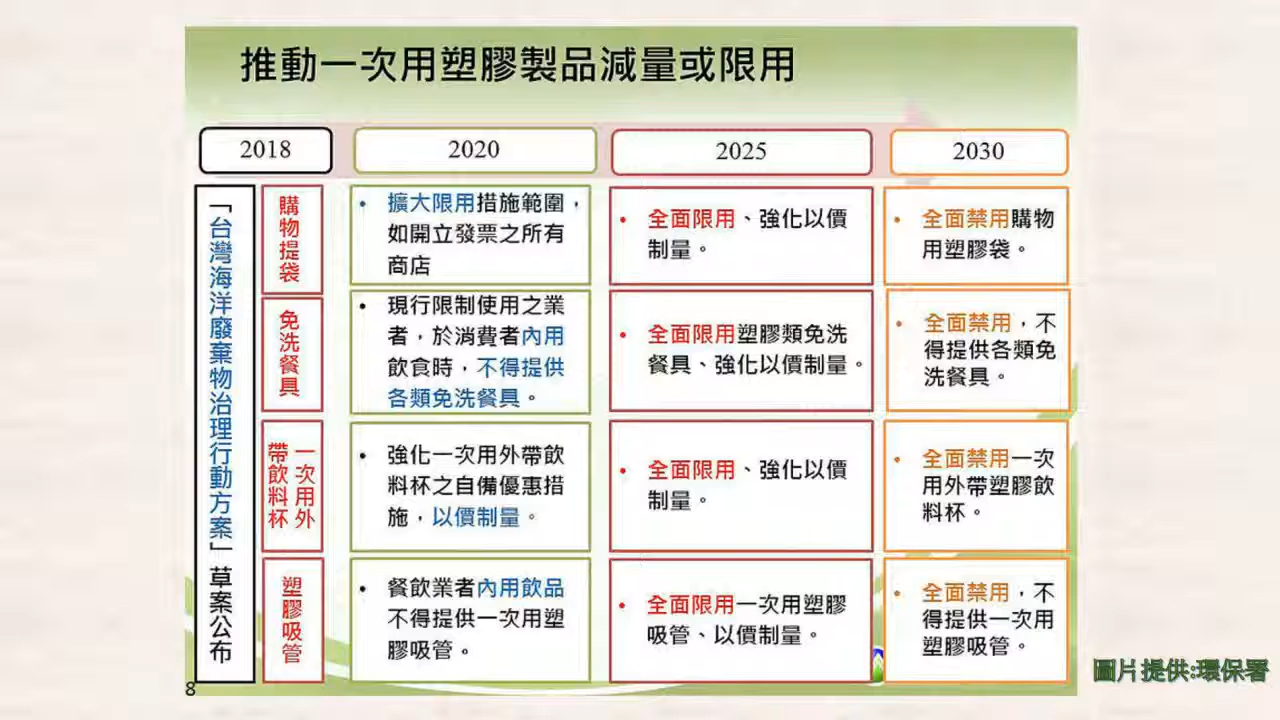 推動一次用塑膠製品減量或限用
2018
2020
2025
2030
「台灣海洋廢棄物治理行動方案」草案公布
購物提袋
• 擴大限用措施範圍，
如開立發票之所有
商店
• 全面限用、強化以價
制量。
• 全面禁用購物
用塑膠袋。
免洗餐具
• 現行限制使用之業
者，於消費者內用
飲食時，不得提供
各類免洗餐具。
• 全面限用塑膠類免洗
餐具、強化以價制量。
• 全面禁用，不
得提供各類免
洗餐具。
一次用外
帶飲料杯
• 強化一次用外帶飲
料杯之自備優惠措
施，以價制量。
• 全面限用、強化以價
制量。
• 全面禁用一次
用外帶塑膠飲
料杯。
塑膠吸管
• 餐飲業者內用飲品
不得提供一次用塑
膠吸管。
• 全面限用一次用塑膠
吸管、以價制量。
• 全面禁用，不
得提供一次用
塑膠吸管。
8
圖片提供:環保署